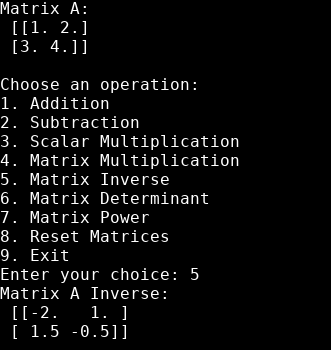 Matrix A:
 [[1. 2.]
 [3. 4.]]

Choose an operation:
1. Addition
2. Subtraction
3. Scalar Multiplication
4. Matrix Multiplication
5. Matrix Inverse
6. Matrix Determinant
7. Matrix Power
8. Reset Matrices
9. Exit
Enter your choice: 5
Matrix A Inverse:
 [[-2.   1. ]
 [ 1.5 -0.5]]